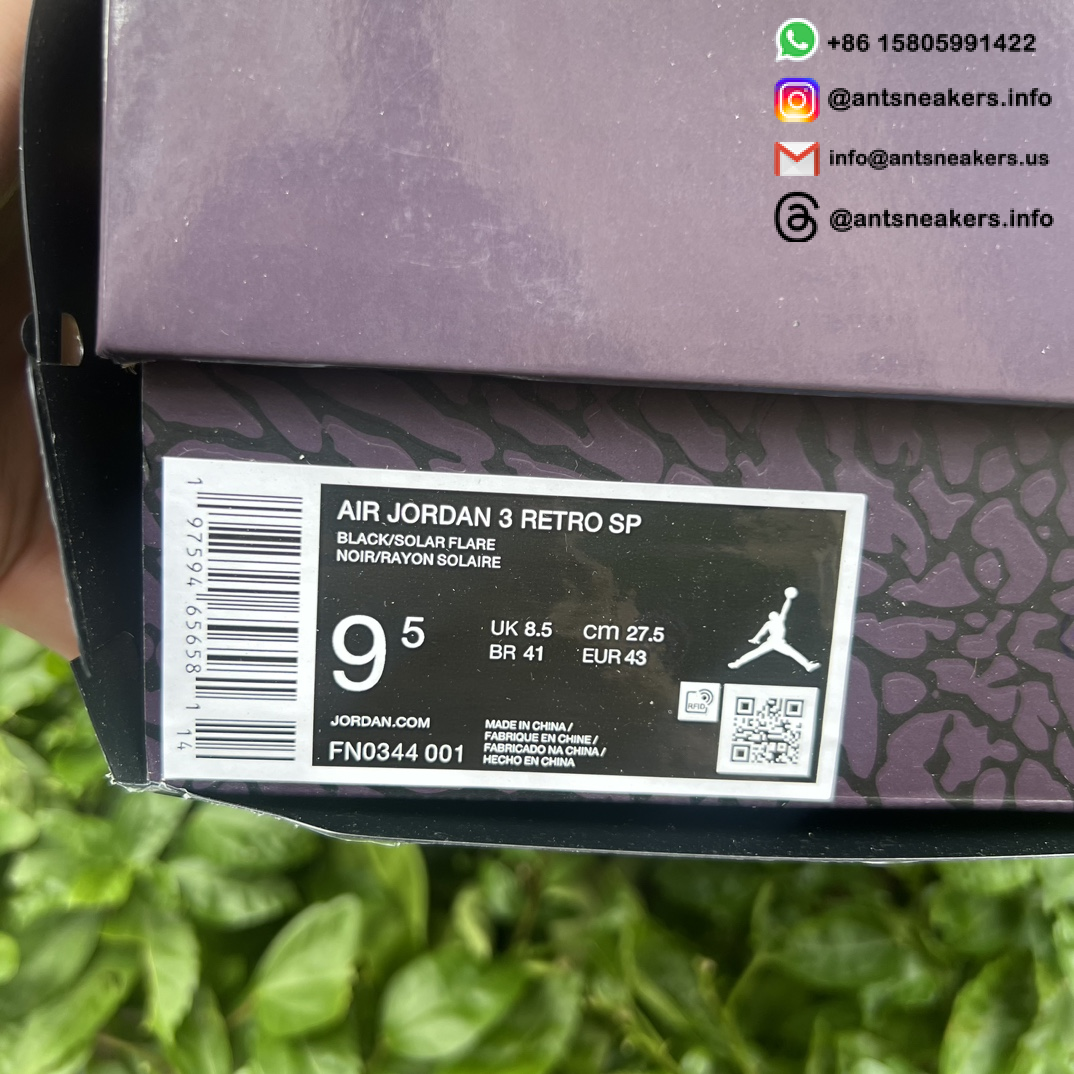 +86 15805991422
@antsneakers.info
info@antsneakers.us
@antsneakers.info
AIR JORDAN 3 RETRO SP
BLACK/SOLAR FLARE
NOIR/RAYON SOLAIRE
9 5
UK 8.5 cm 27.5
BR 41 EUR 43
RFID
JORDAN.COM
FN0344 001
MADE IN CHINA /
FABRIQUE EN CHINE /
FABRICADO NA CHINA /
HECHO EN CHINA
1 97594 65658 1 14